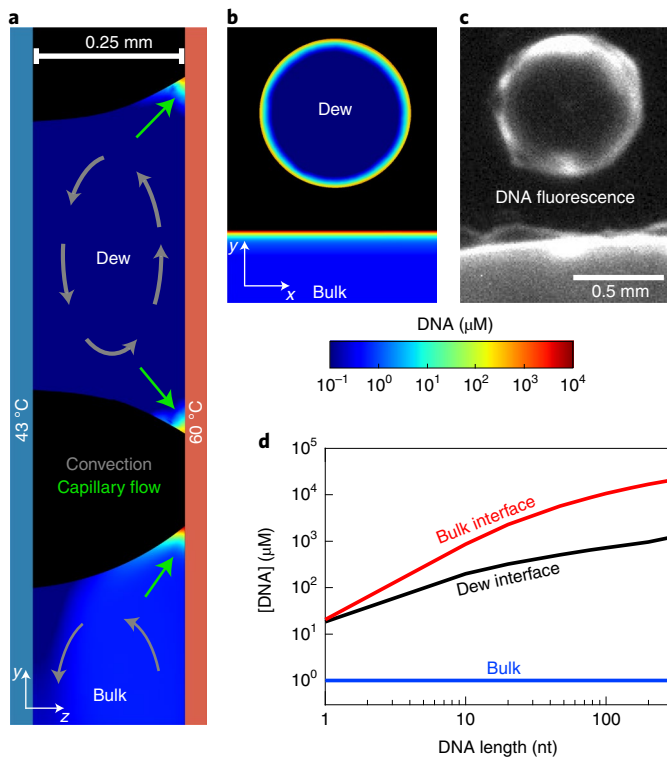 a
0.25 mm
Dew
43 °C
60 °C
Convection
Capillary flow
y
z
Bulk
b
Dew
y
x
Bulk
c
DNA fluorescence
0.5 mm
DNA (μM)
10⁻¹ 10⁰ 10¹ 10² 10³ 10⁴
d
[DNA] (μM)
10⁵
10⁴
10³
10²
10¹
10⁰
Bulk interface
Dew interface
Bulk
1 10 100
DNA length (nt)